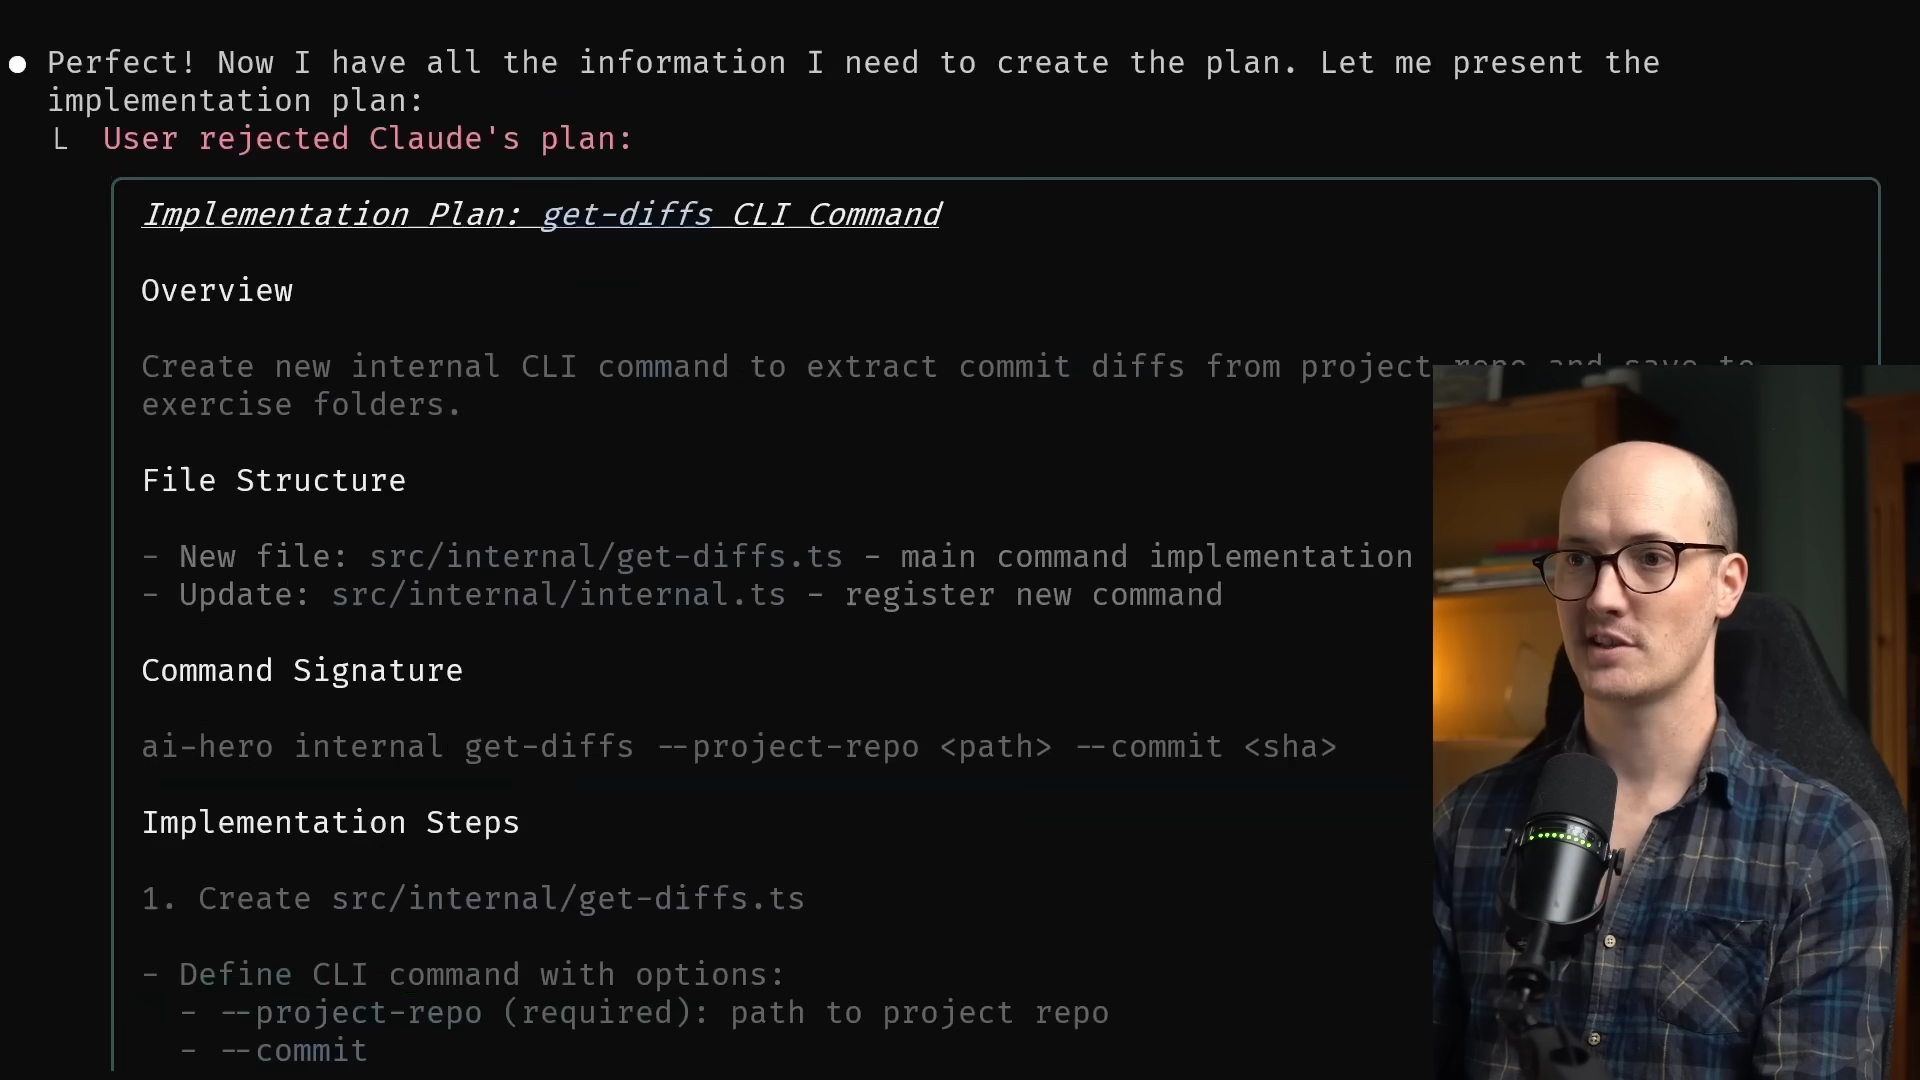 ● Perfect! Now I have all the information I need to create the plan. Let me present the
implementation plan:
└ User rejected Claude's plan:
Implementation Plan: get-diffs CLI Command
Overview
Create new internal CLI command to extract commit diffs from project repo and save to
exercise folders.
File Structure
- New file: src/internal/get-diffs.ts - main command implementation
- Update: src/internal/internal.ts - register new command
Command Signature
ai-hero internal get-diffs --project-repo <path> --commit <sha>
Implementation Steps
1. Create src/internal/get-diffs.ts
- Define CLI command with options:
- --project-repo (required): path to project repo
- --commit